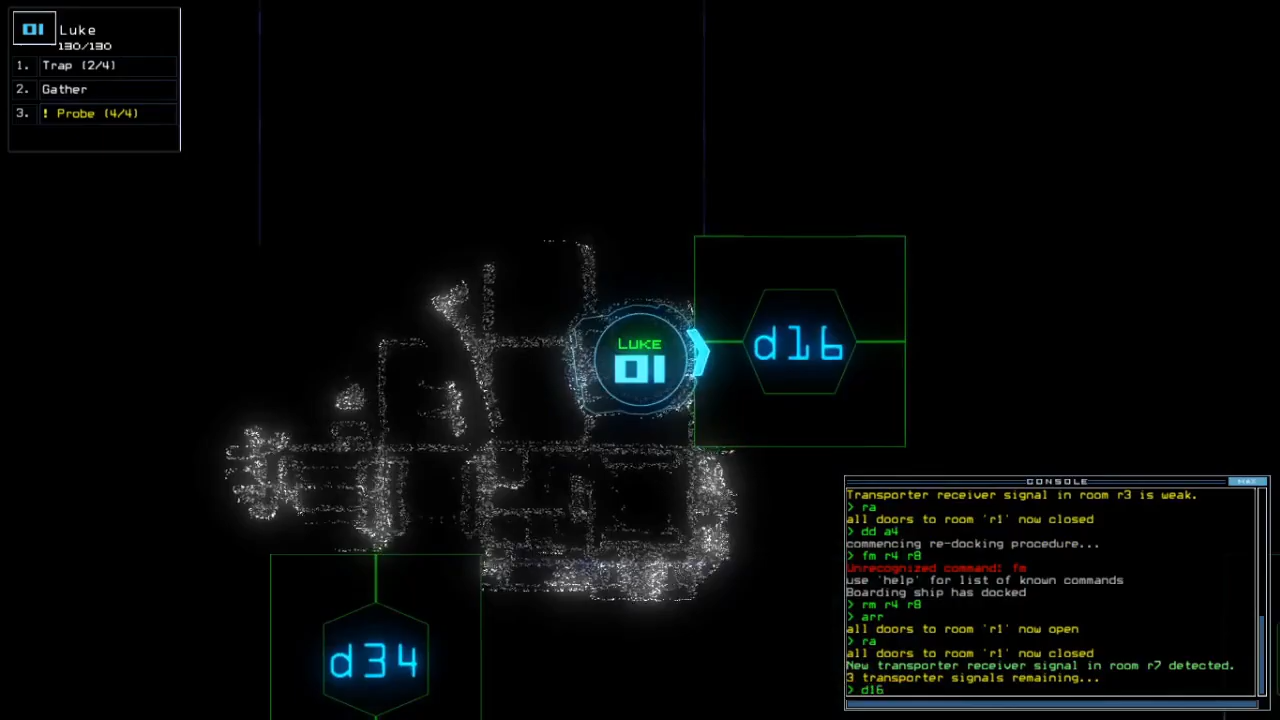 01 Luke
130/130
1. Trap (2/4)
2. Gather
3. ! Probe (4/4)
LUKE
01
d16
d34
CONSOLE
MAX
Transporter receiver signal in room r3 is weak.
> ra
all doors to room 'r1' now closed
> dd a4
commencing re-docking procedure...
> fm r4 r8
Unrecognized command: fm
use 'help' for list of known commands
Boarding ship has docked
> rm r4 r8
> arr
all doors to room 'r1' now open
> ra
all doors to room 'r1' now closed
New transporter receiver signal in room r7 detected.
3 transporter signals remaining...
> d16